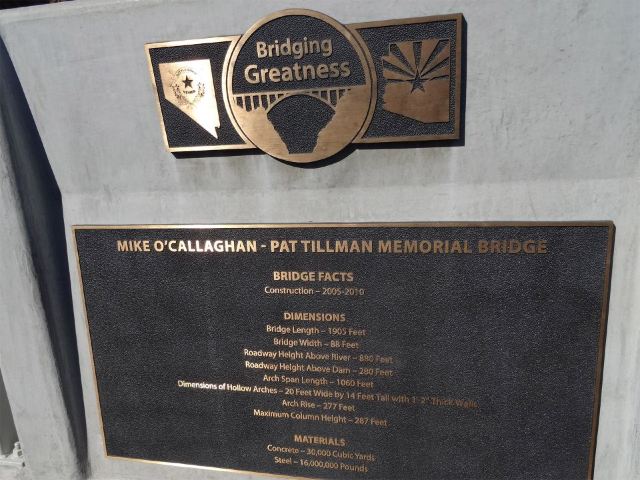 Bridging
Greatness
MIKE O'CALLAGHAN - PAT TILLMAN MEMORIAL BRIDGE
BRIDGE FACTS
Construction – 2005-2010
DIMENSIONS
Bridge Length – 1905 Feet
Bridge Width – 88 Feet
Roadway Height Above River – 880 Feet
Roadway Height Above Dam – 280 Feet
Arch Span Length – 1060 Feet
Dimensions of Hollow Arches – 20 Feet Wide by 14 Feet Tall with 1' 2" Thick Walls
Arch Rise – 277 Feet
Maximum Column Height – 287 Feet
MATERIALS
Concrete – 30,000 Cubic Yards
Steel – 16,000,000 Pounds